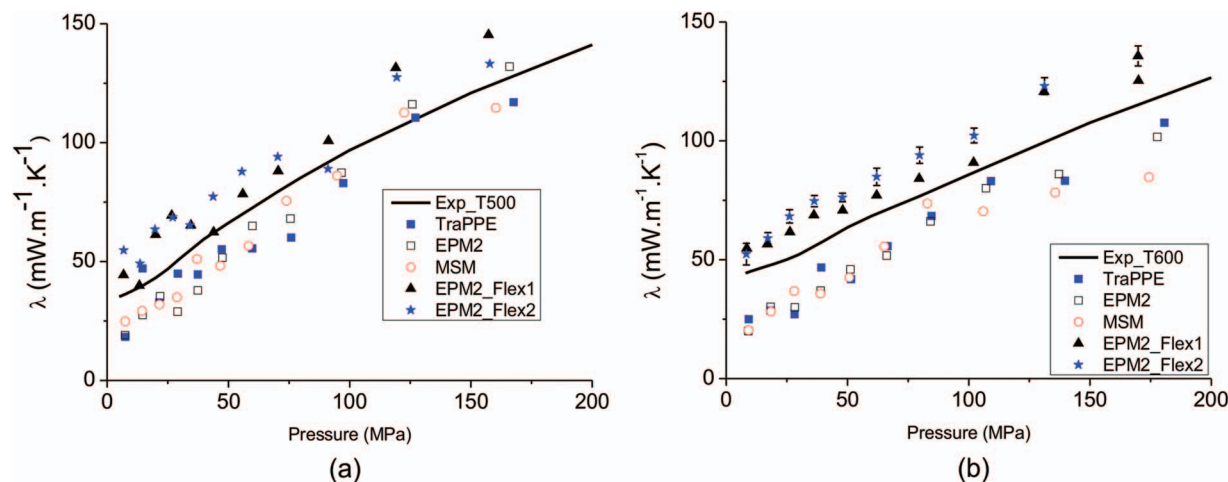 150
100
50
0
λ (mW.m⁻¹.K⁻¹)
0 50 100 150 200
Pressure (MPa)
Exp_T500
TraPPE
EPM2
MSM
EPM2_Flex1
EPM2_Flex2
(a)
150
100
50
0
λ (mW.m⁻¹.K⁻¹)
0 50 100 150 200
Pressure (MPa)
Exp_T600
TraPPE
EPM2
MSM
EPM2_Flex1
EPM2_Flex2
(b)